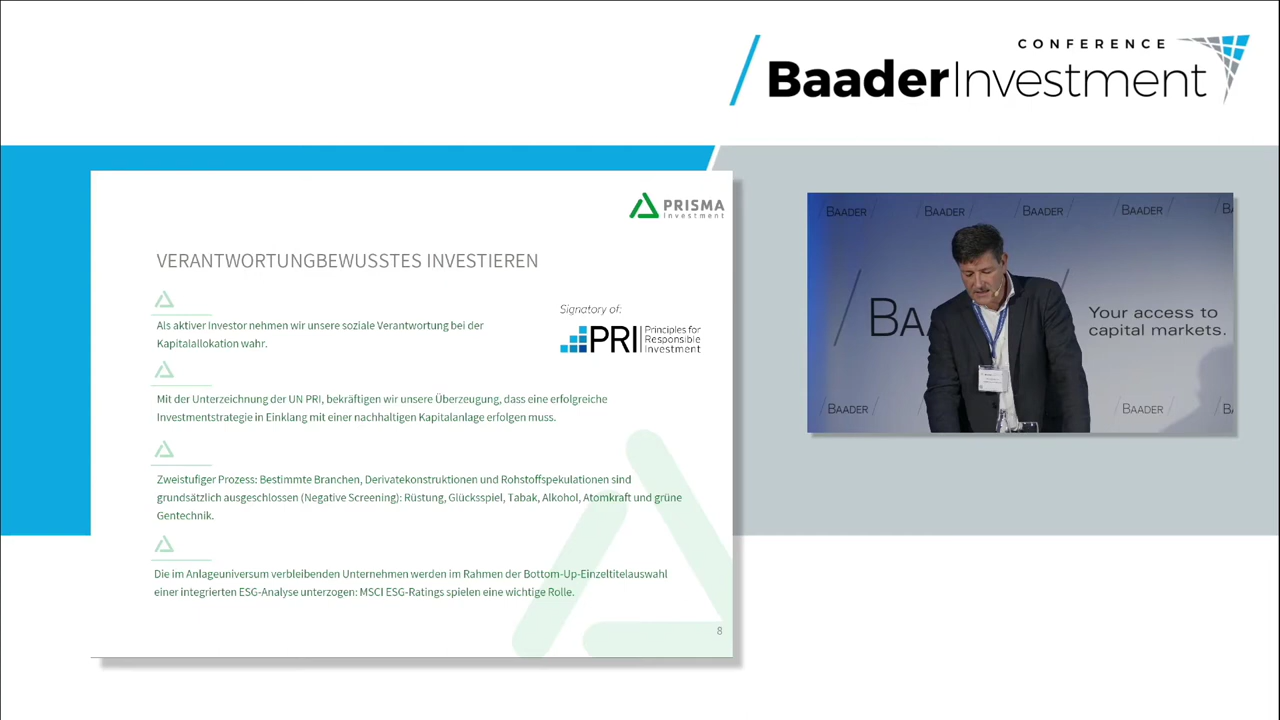 CONFERENCE
BaaderInvestment
PRISMA
Investment
VERANTWORTUNGBEWUSSTES INVESTIEREN
Als aktiver Investor nehmen wir unsere soziale Verantwortung bei der
Kapitalallokation wahr.
Signatory of:
PRI Principles for
Responsible
Investment
Mit der Unterzeichnung der UN PRI, bekräftigen wir unsere Überzeugung, dass eine erfolgreiche
Investmentstrategie in Einklang mit einer nachhaltigen Kapitalanlage erfolgen muss.
Zweistufiger Prozess: Bestimmte Branchen, Derivatekonstruktionen und Rohstoffspekulationen sind
grundsätzlich ausgeschlossen (Negative Screening): Rüstung, Glücksspiel, Tabak, Alkohol, Atomkraft und grüne
Gentechnik.
Die im Anlageuniversum verbleibenden Unternehmen werden im Rahmen der Bottom-Up-Einzeltitelauswahl
einer integrierten ESG-Analyse unterzogen: MSCI ESG-Ratings spielen eine wichtige Rolle.
8
BAADER BAADER BAADER BAADER B
BA
Your access to
capital markets.
BAADER BAADER B